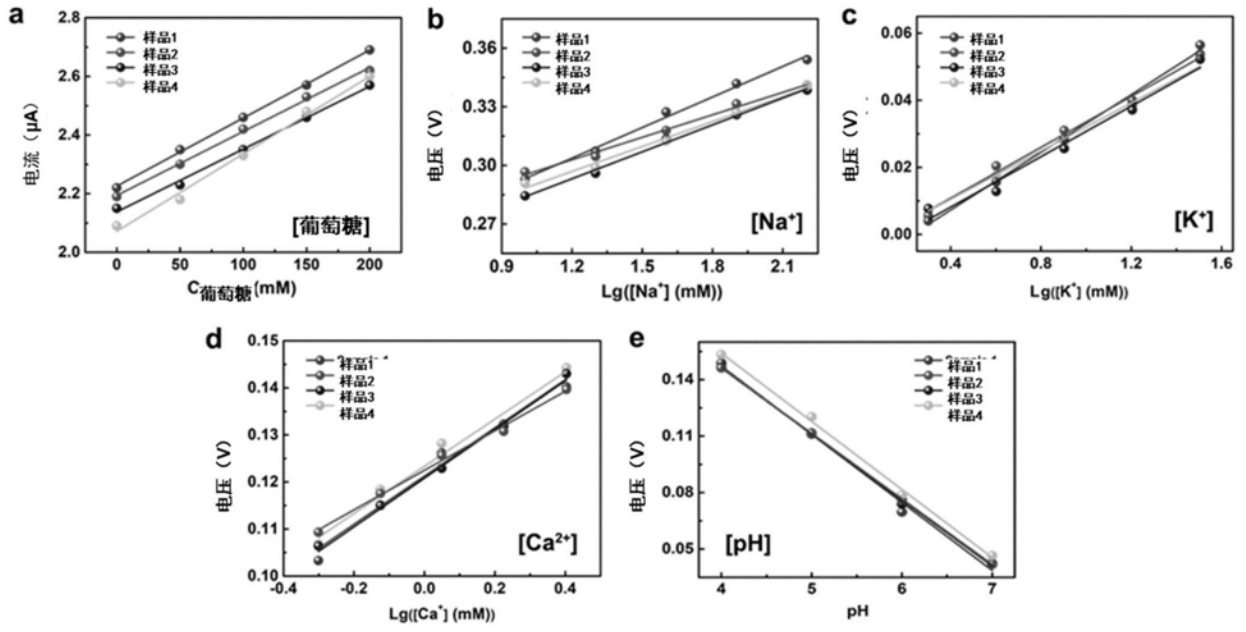 a
2.8
2.6
2.4
2.2
2.0
电流（μA）
样品1
样品2
样品3
样品4
[葡萄糖]
0 50 100 150 200
C葡萄糖(mM)
b
0.36
0.33
0.30
0.27
电压（V）
样品1
样品2
样品3
样品4
[Na⁺]
0.9 1.2 1.5 1.8 2.1
Lg([Na⁺] (mM))
c
0.06
0.04
0.02
0.00
电压（V）
样品1
样品2
样品3
样品4
[K⁺]
0.4 0.8 1.2 1.6
Lg([K⁺] (mM))
d
0.15
0.14
0.13
0.12
0.11
0.10
电压（V）
样品1
样品2
样品3
样品4
[Ca²⁺]
-0.4 -0.2 0.0 0.2 0.4
Lg([Ca⁺] (mM))
e
0.14
0.11
0.08
0.05
电压（V）
样品1
样品2
样品3
样品4
[pH]
4 5 6 7
pH